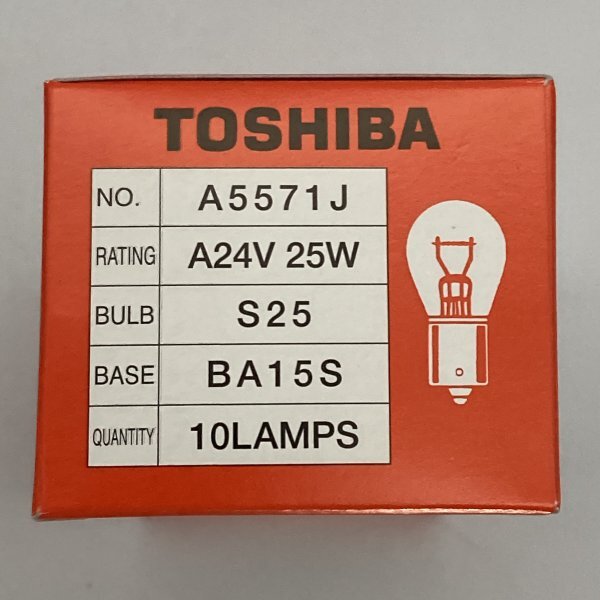 TOSHIBA
NO. A5571J
RATING A24V 25W
BULB S25
BASE BA15S
QUANTITY 10LAMPS